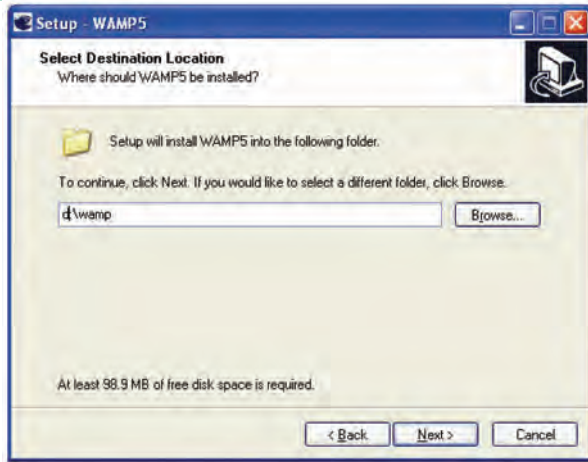 Setup - WAMP5
Select Destination Location
Where should WAMP5 be installed?
Setup will install WAMP5 into the following folder.
To continue, click Next. If you would like to select a different folder, click Browse.
d:\wamp
Browse...
At least 98.9 MB of free disk space is required.
< Back
Next >
Cancel